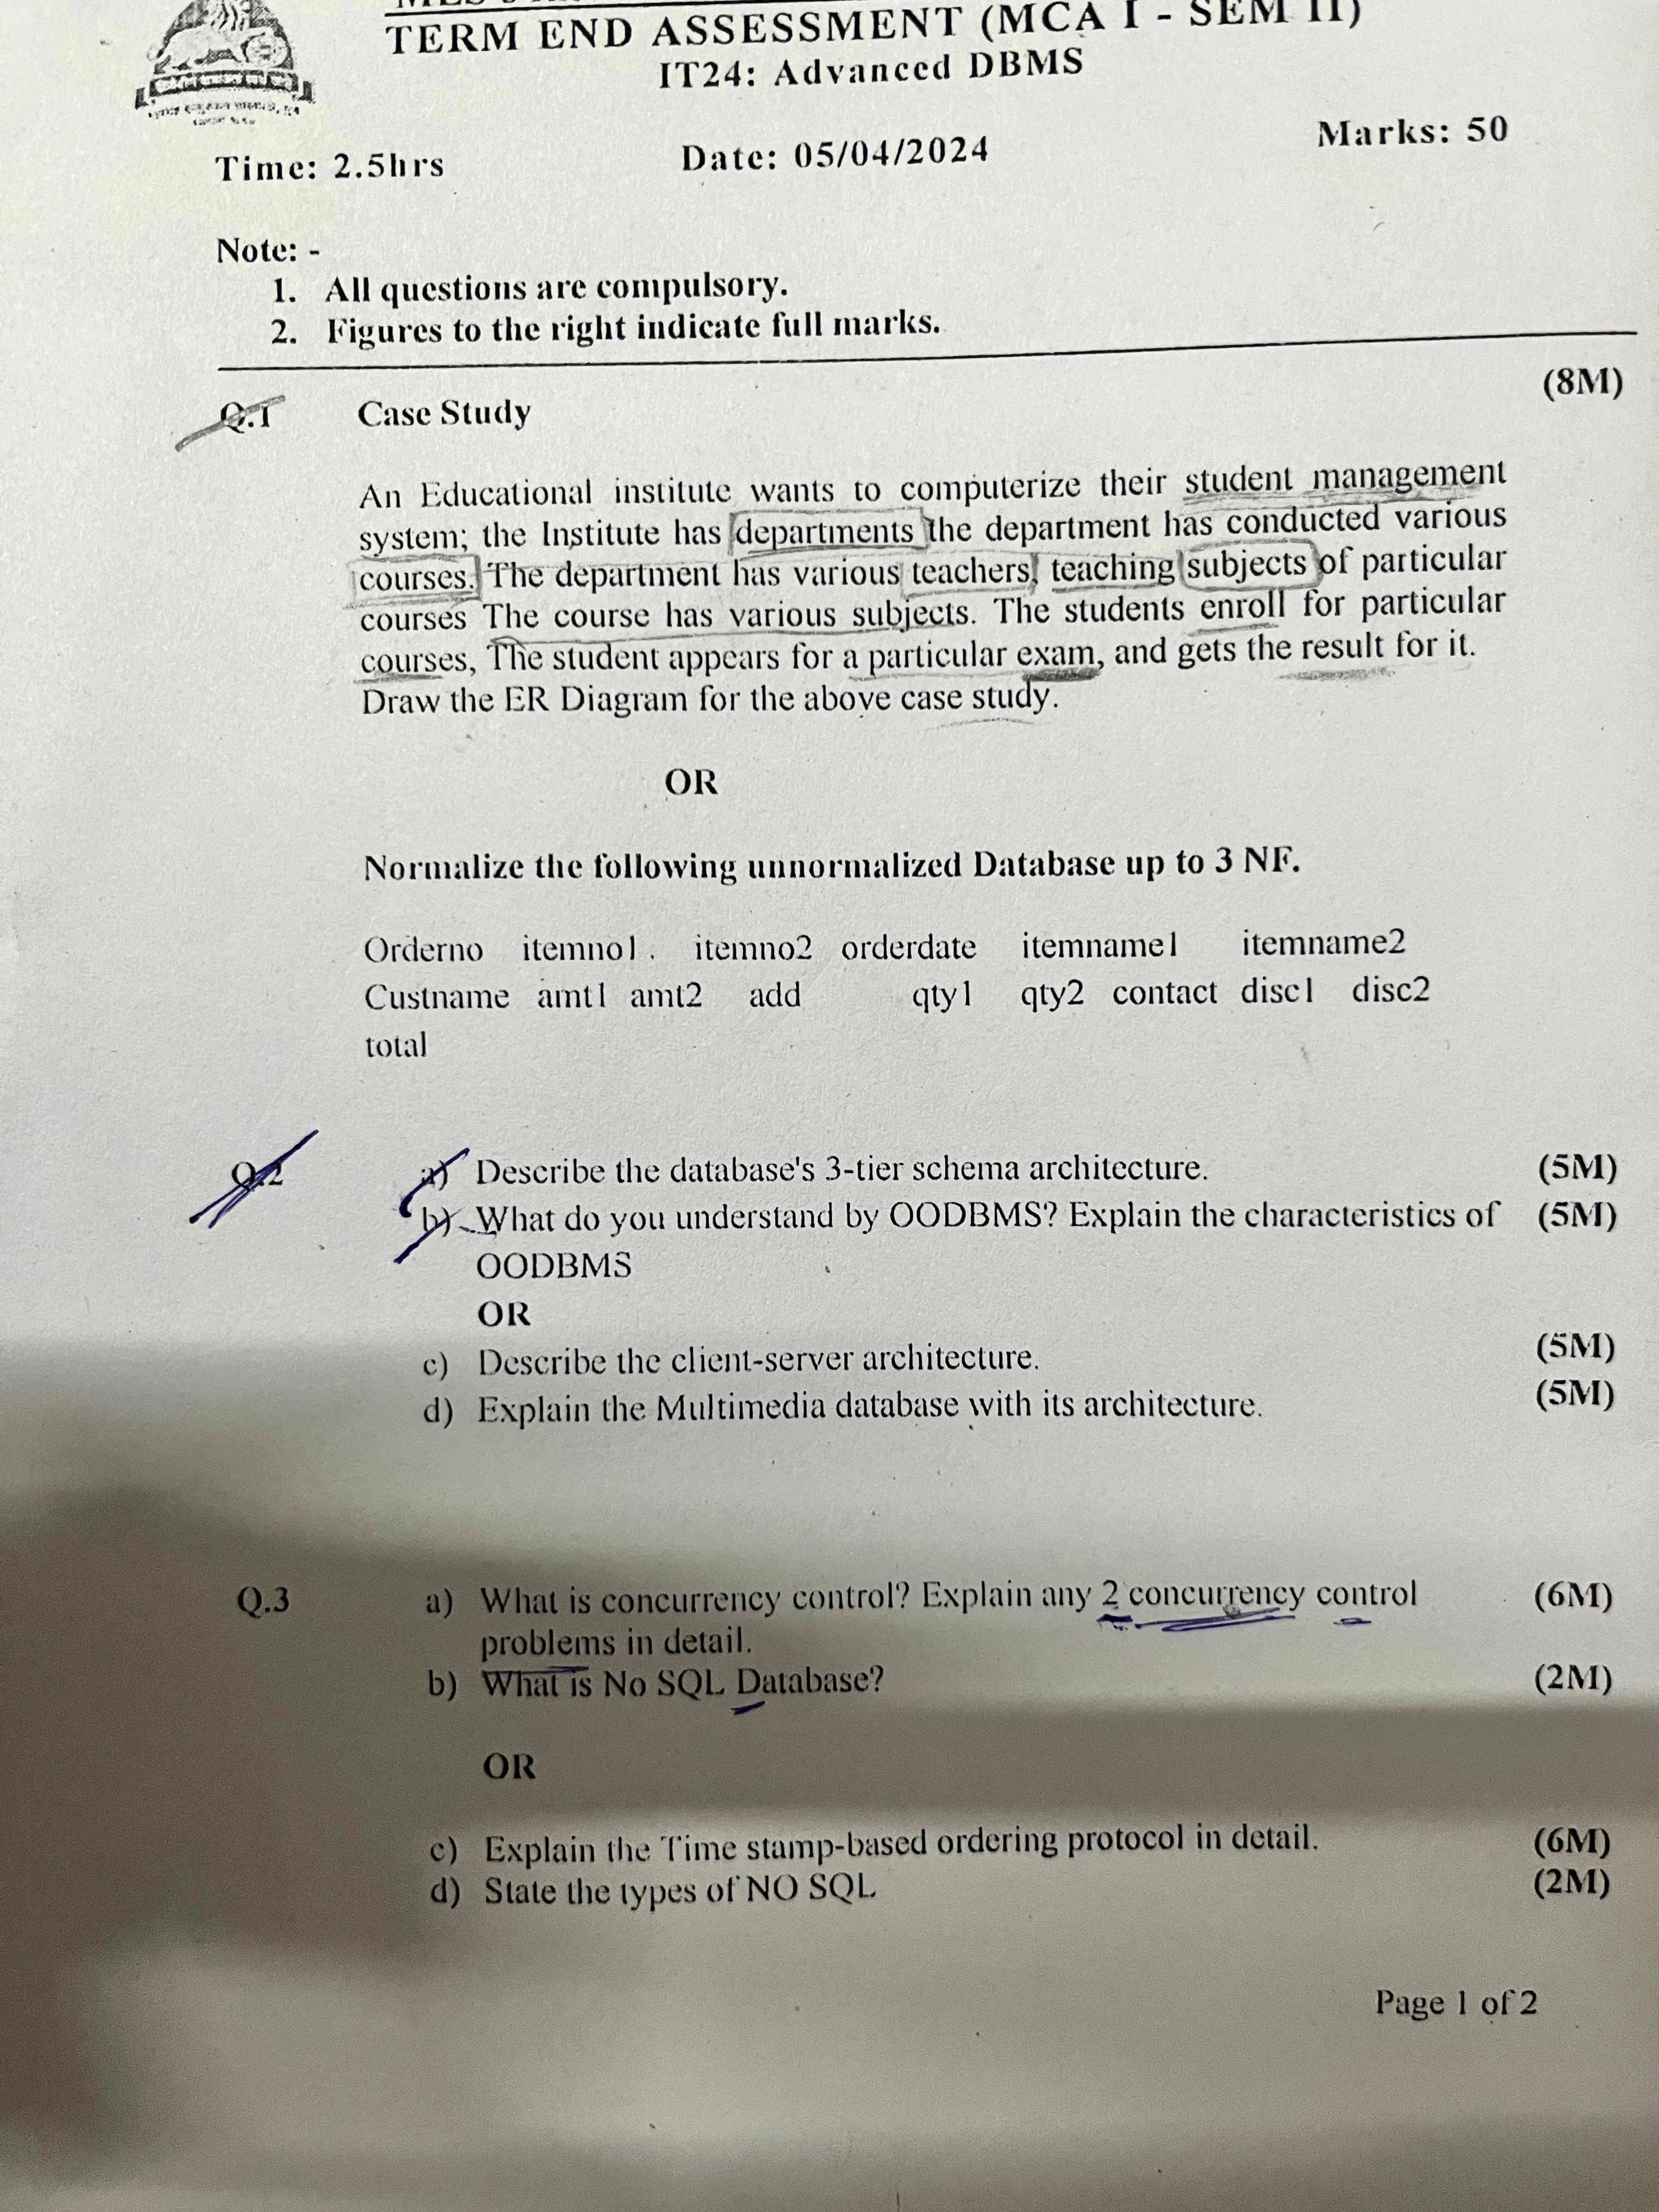 TERM END ASSESSMENT (MCA I - SEM II)
IT24: Advanced DBMS
Marks: 50
Time: 2.5hrs Date: 05/04/2024
Note: -
1. All questions are compulsory.
2. Figures to the right indicate full marks.
(8M)
Q.1 Case Study
An Educational institute wants to computerize their student management
system; the Institute has departments the department has conducted various
courses. The department has various teachers, teaching subjects of particular
courses The course has various subjects. The students enroll for particular
courses, The student appears for a particular exam, and gets the result for it.
Draw the ER Diagram for the above case study.
OR
Normalize the following unnormalized Database up to 3 NF.
Orderno itemno1. itemno2 orderdate itemname1 itemname2
Custname amt1 amt2 add qty1 qty2 contact disc1 disc2
total
Q.2 a) Describe the database's 3-tier schema architecture. (5M)
b) What do you understand by OODBMS? Explain the characteristics of (5M)
OODBMS
OR
c) Describe the client-server architecture. (5M)
d) Explain the Multimedia database with its architecture. (5M)
Q.3 a) What is concurrency control? Explain any 2 concurrency control (6M)
problems in detail.
b) What is No SQL Database? (2M)
OR
c) Explain the Time stamp-based ordering protocol in detail. (6M)
d) State the types of NO SQL (2M)
Page 1 of 2